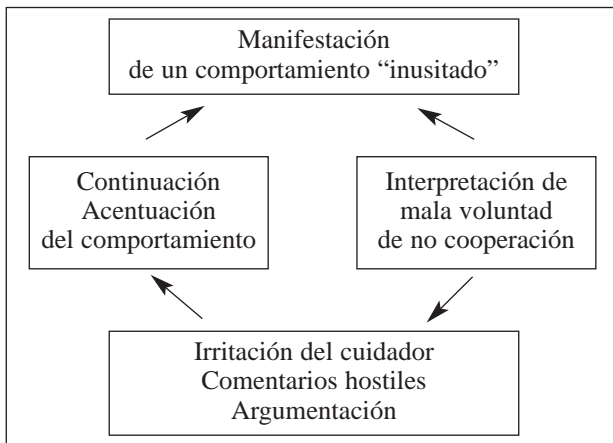 Manifestación
de un comportamiento “inusitado”
Continuación
Acentuación
del comportamiento
Interpretación de
mala voluntad
de no cooperación
Irritación del cuidador
Comentarios hostiles
Argumentación